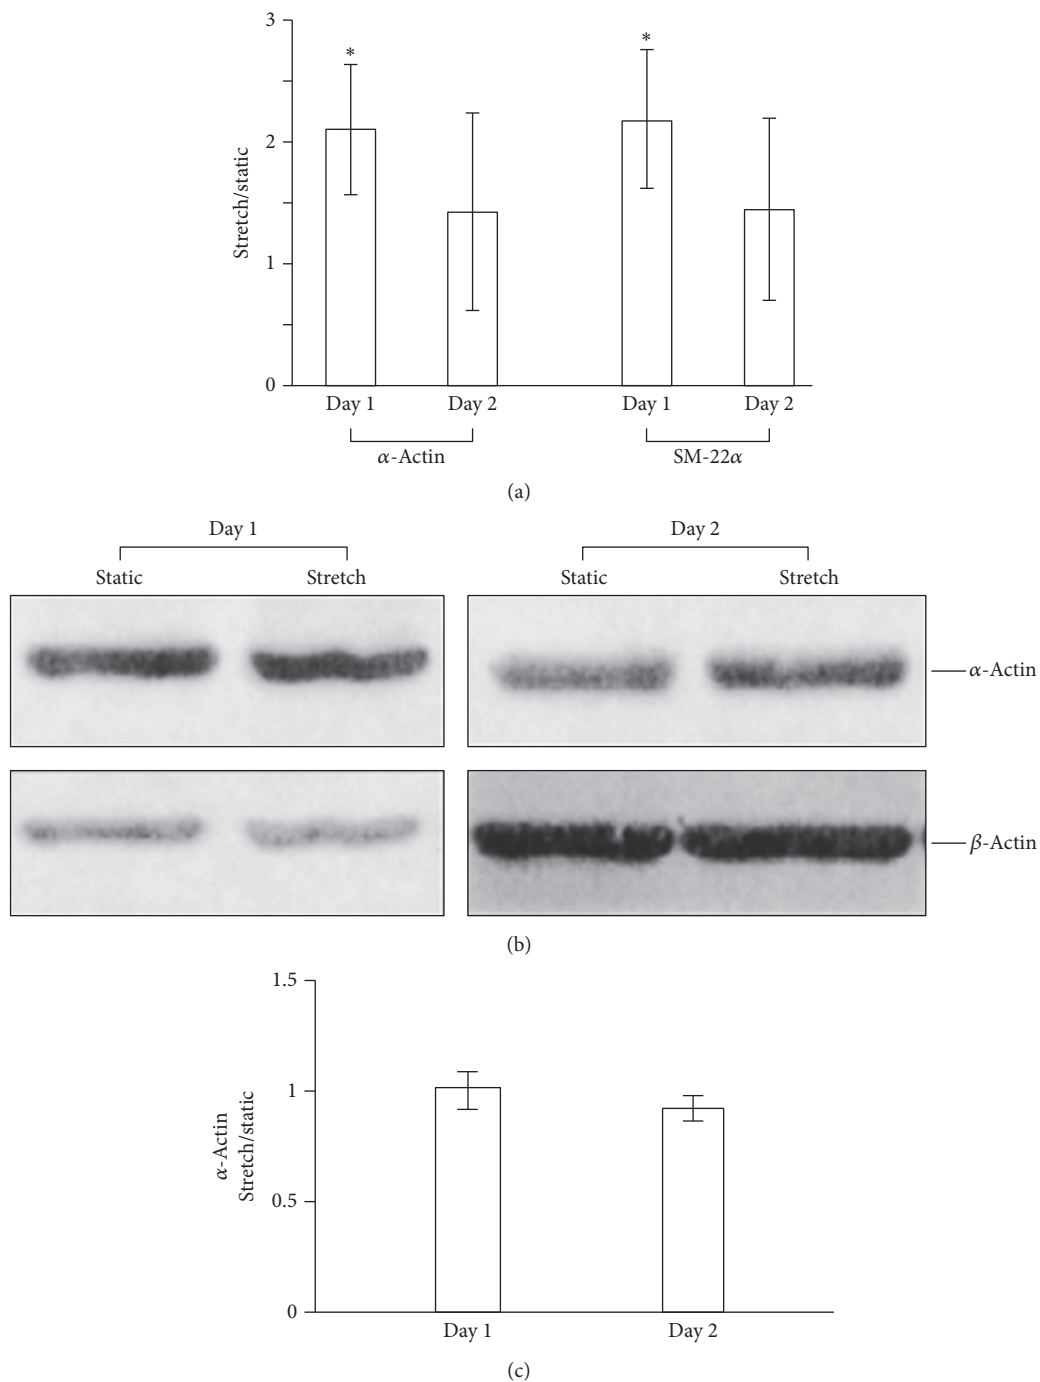 3
2
1
0
Stretch/static
*
*
Day 1
Day 2
Day 1
Day 2
α-Actin
SM-22α
(a)
Day 1
Day 2
Static
Stretch
Static
Stretch
α-Actin
β-Actin
(b)
1.5
1
0.5
0
α-Actin
Stretch/static
Day 1
Day 2
(c)